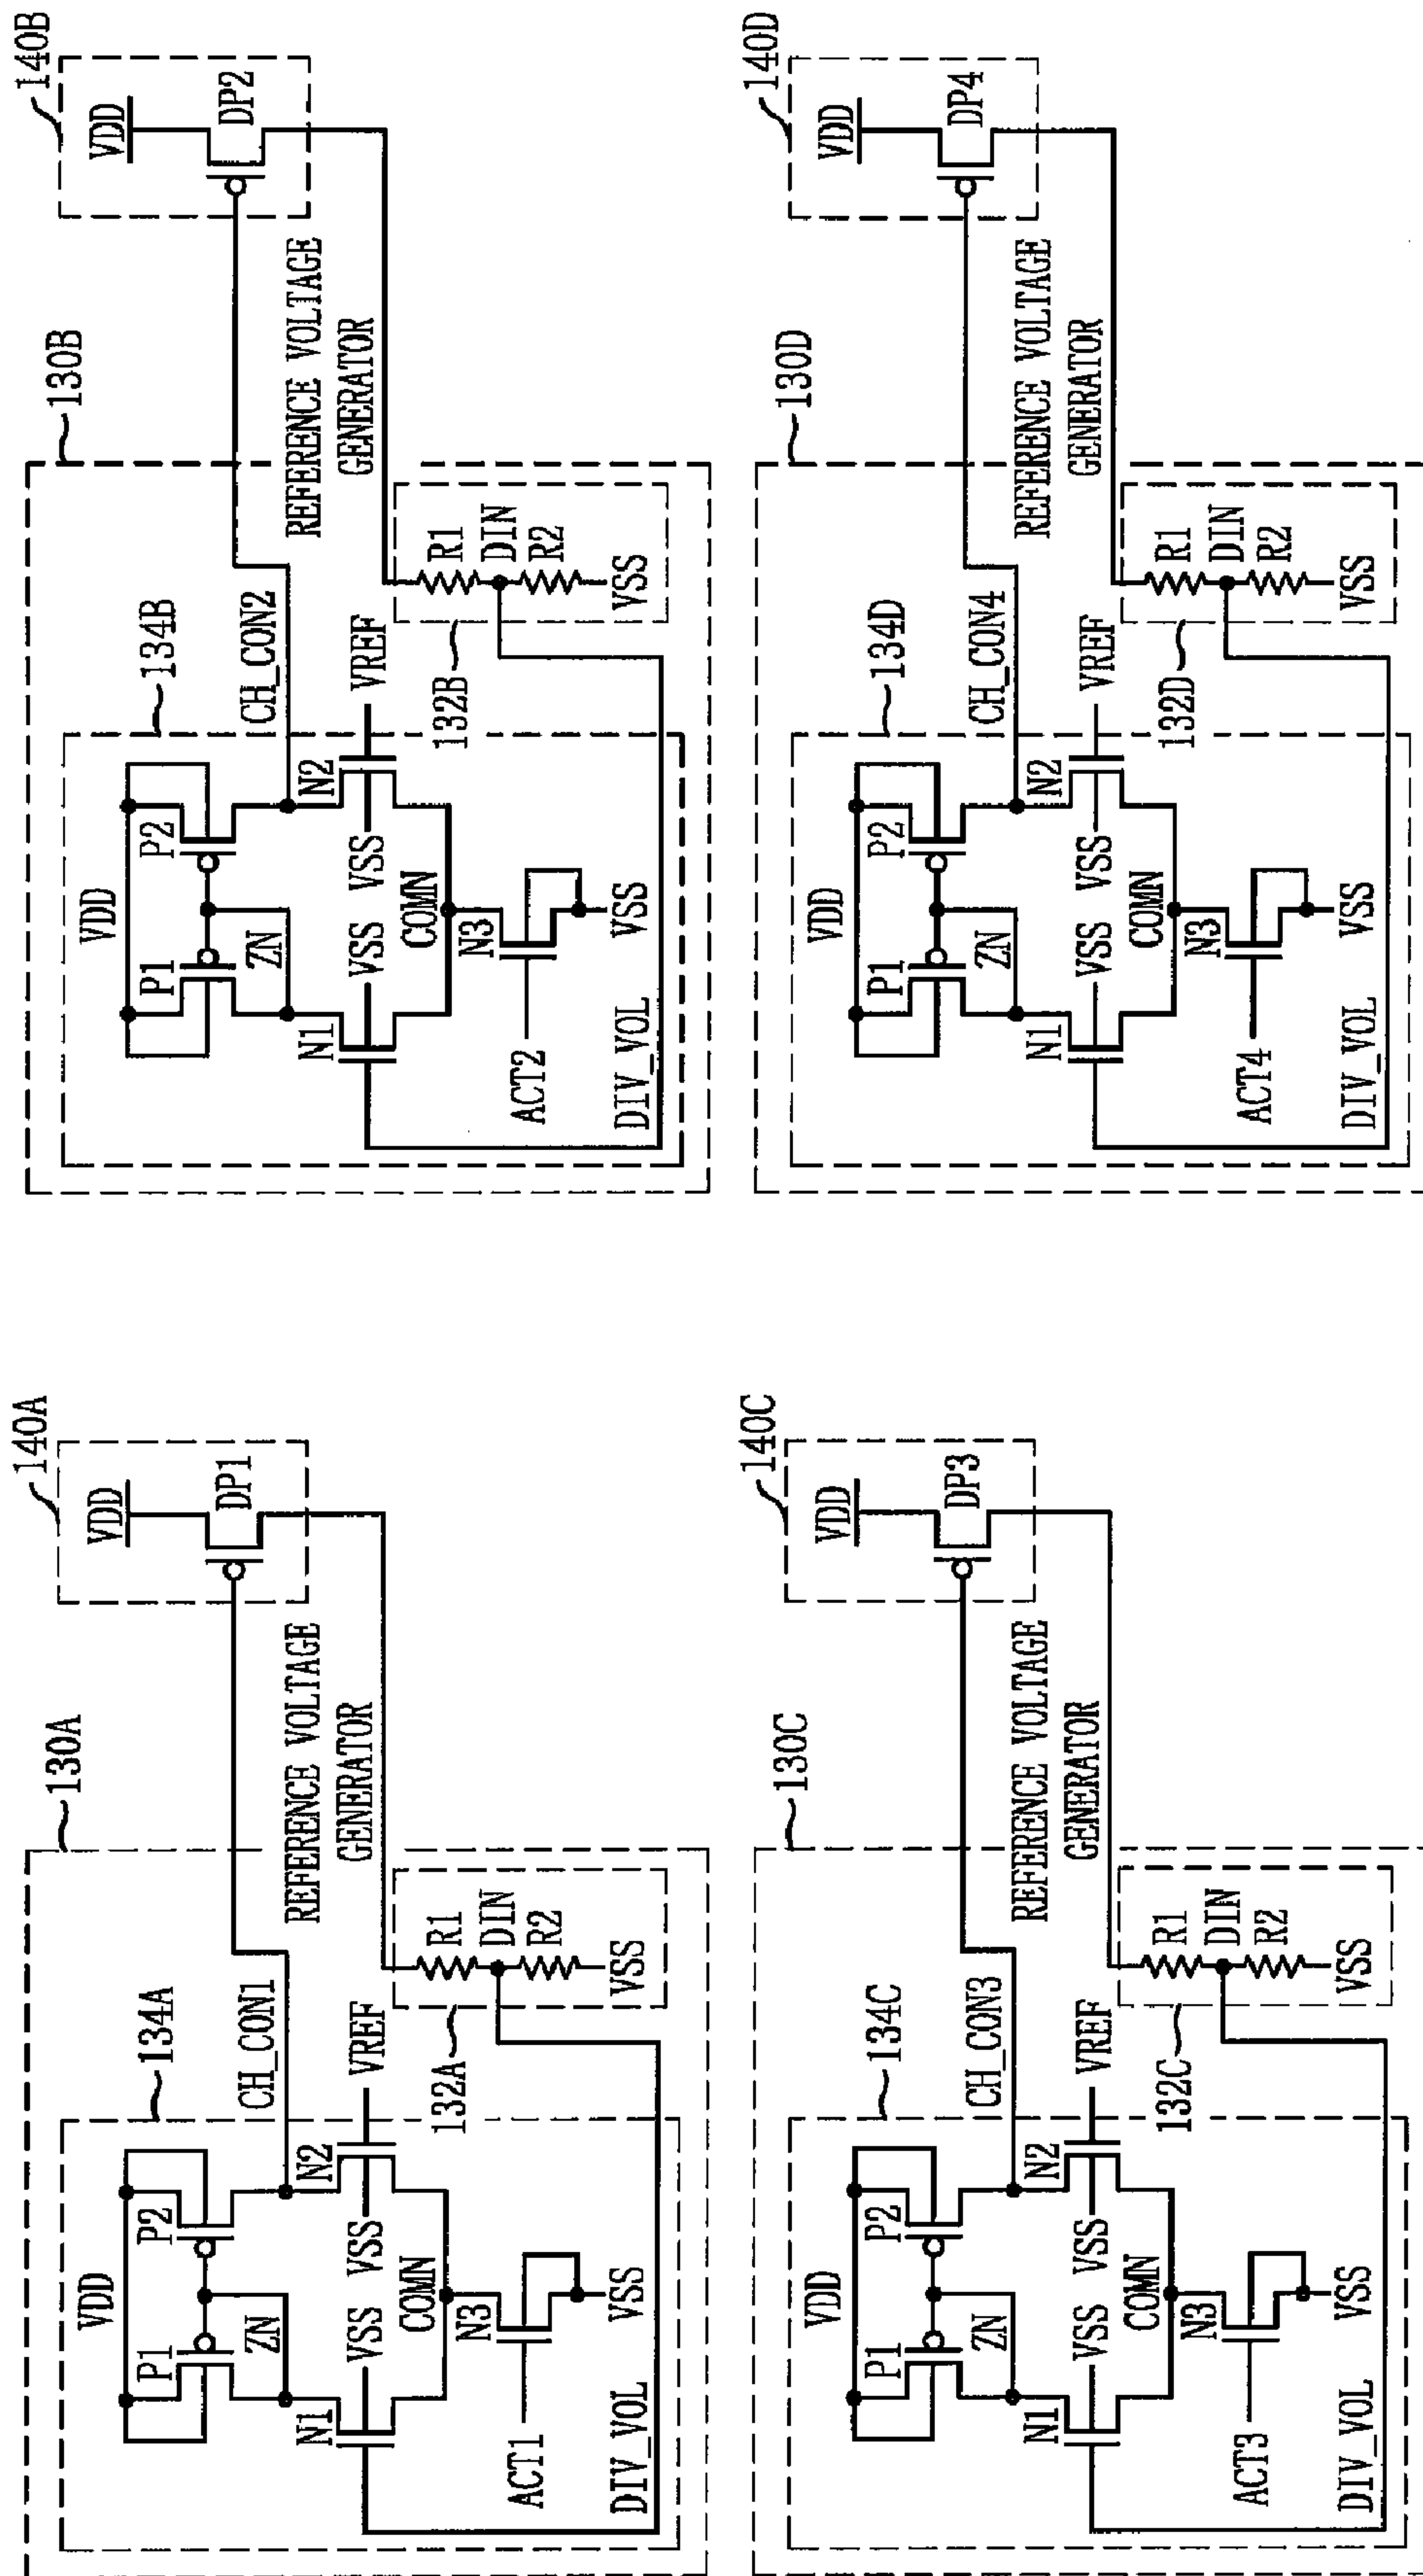 130A
140A
134A
VDD
P1
P2
ZN
CH_CON1
VDD
DP1
N1
N2
VSS
VSS
VREF
REFERENCE VOLTAGE
GENERATOR
COMN
132A
R1
DIN
R2
VSS
ACT1
N3
VSS
DIV_VOL
130B
140B
134B
VDD
P1
P2
ZN
CH_CON2
VDD
DP2
N1
N2
VSS
VSS
VREF
REFERENCE VOLTAGE
GENERATOR
COMN
132B
R1
DIN
R2
VSS
ACT2
N3
VSS
DIV_VOL
130C
140C
134C
VDD
P1
P2
ZN
CH_CON3
VDD
DP3
N1
N2
VSS
VSS
VREF
REFERENCE VOLTAGE
GENERATOR
COMN
132C
R1
DIN
R2
VSS
ACT3
N3
VSS
DIV_VOL
130D
140D
134D
VDD
P1
P2
ZN
CH_CON4
VDD
DP4
N1
N2
VSS
VSS
VREF
REFERENCE VOLTAGE
GENERATOR
COMN
132D
R1
DIN
R2
VSS
ACT4
N3
VSS
DIV_VOL